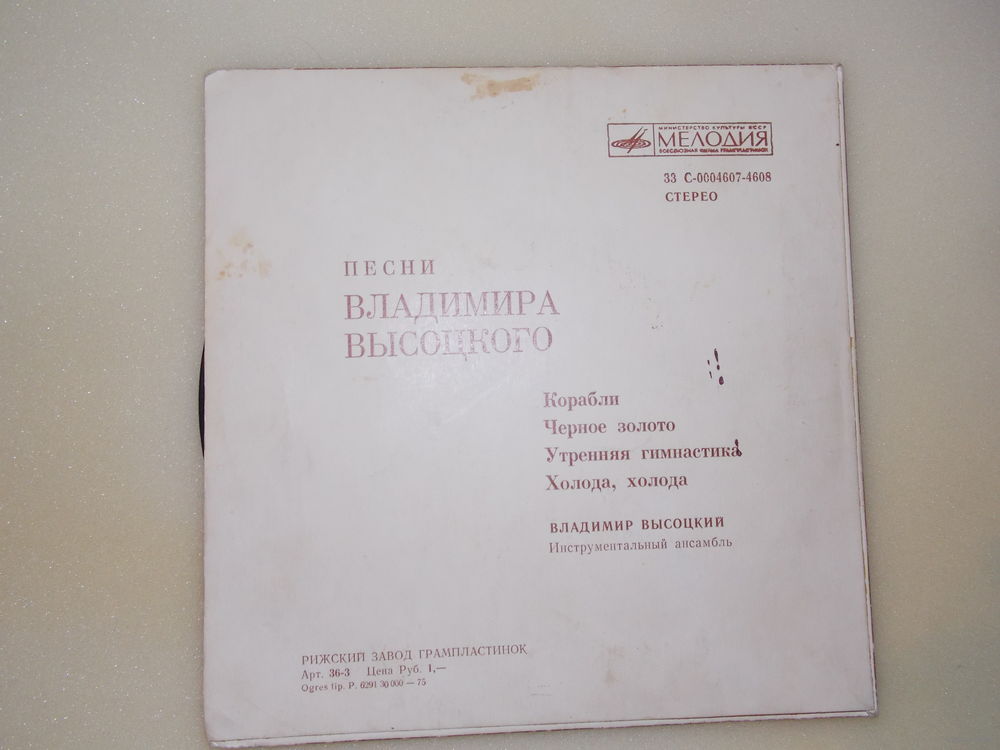 МИНИСТЕРСТВО КУЛЬТУРЫ СССР
МЕЛОДИЯ
ВСЕСОЮЗНАЯ ФИРМА ГРАМПЛАСТИНОК
33 С-0004607-4608
СТЕРЕО
ПЕСНИ
ВЛАДИМИРА
ВЫСОЦКОГО
Корабли
Черное золото
Утренняя гимнастика
Холода, холода
ВЛАДИМИР ВЫСОЦКИЙ
Инструментальный ансамбль
РИЖСКИЙ ЗАВОД ГРАМПЛАСТИНОК
Арт. 36-3 Цена Руб. 1,—
Ogres tip. P. 6291 30 000 — 75